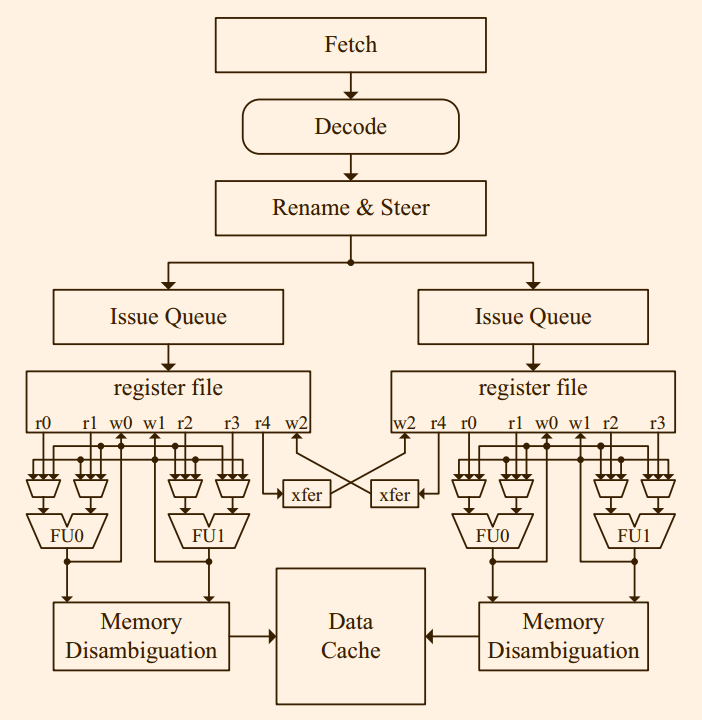 Fetch
Decode
Rename & Steer
Issue Queue
Issue Queue
register file
register file
r0 r1 w0 w1 r2 r3 r4 w2
w2 r4 r0 r1 w0 w1 r2 r3
xfer
xfer
FU0
FU1
FU0
FU1
Memory
Disambiguation
Data
Cache
Memory
Disambiguation